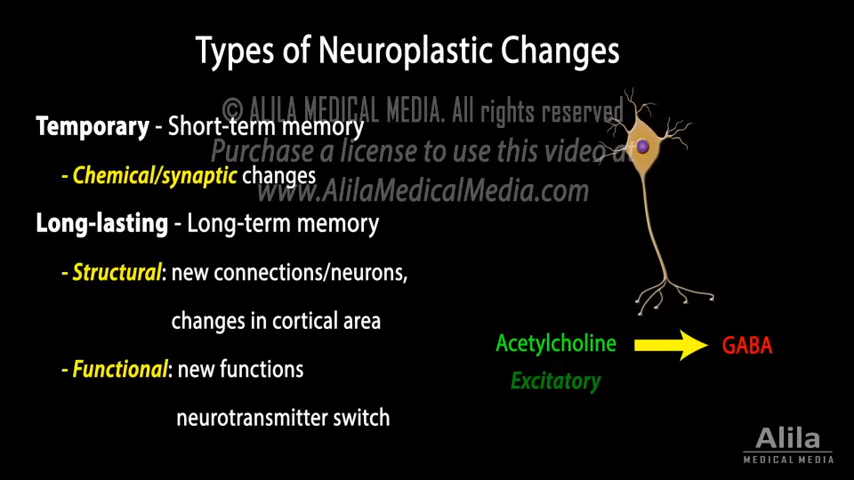 Types of Neuroplastic Changes
© ALILA MEDICAL MEDIA. All rights reserved
Temporary - Short-term memory
Purchase a license to use this video at
- Chemical/synaptic changes
www.AlilaMedicalMedia.com
Long-lasting - Long-term memory
- Structural: new connections/neurons,
changes in cortical area
Acetylcholine
GABA
- Functional: new functions
Excitatory
neurotransmitter switch
Alila
MEDICAL MEDIA